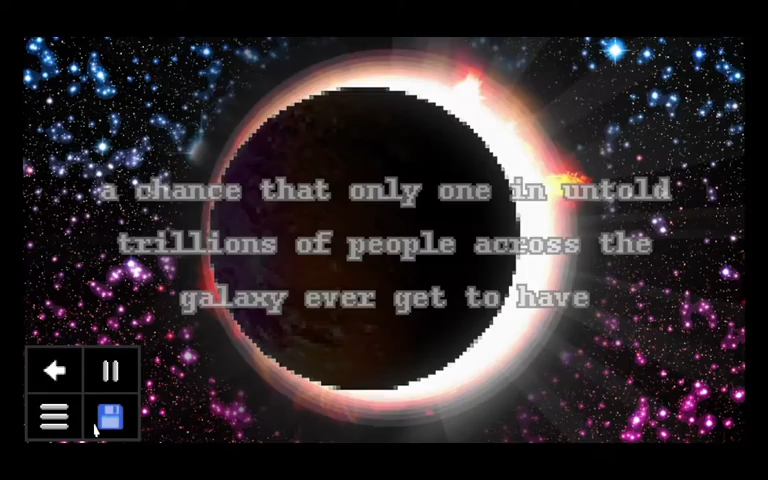 a chance that only one in untold
trillions of people across the
galaxy ever get to have